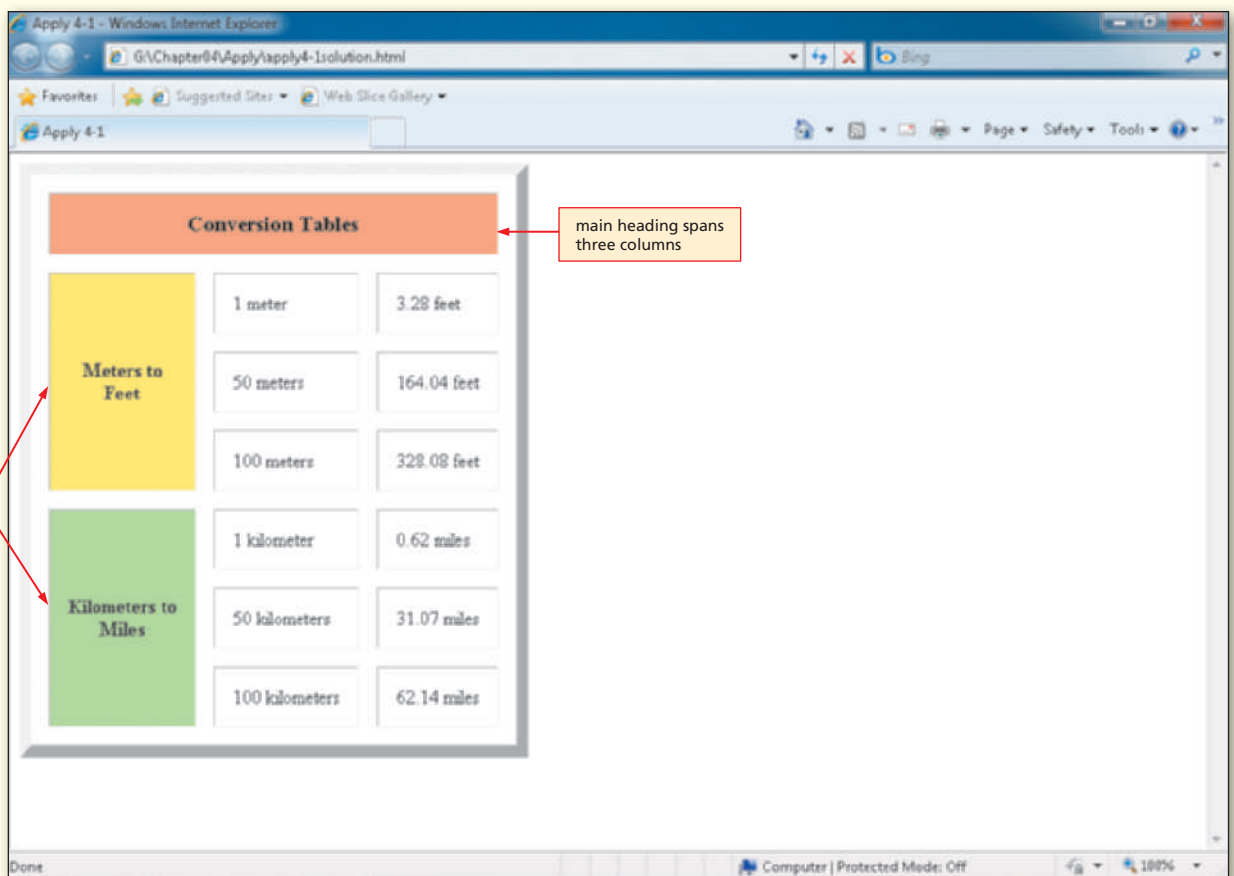 Apply 4-1 - Windows Internet Explorer
G:\Chapter04\Apply\apply4-1solution.html
Bing
Favorites
Suggested Sites
Web Slice Gallery
Apply 4-1
Page
Safety
Tools
Conversion Tables
main heading spans
three columns
Meters to
Feet
1 meter
3.28 feet
50 meters
164.04 feet
100 meters
328.08 feet
Kilometers to
Miles
1 kilometer
0.62 miles
50 kilometers
31.07 miles
100 kilometers
62.14 miles
Done
Computer | Protected Mode: Off
100%